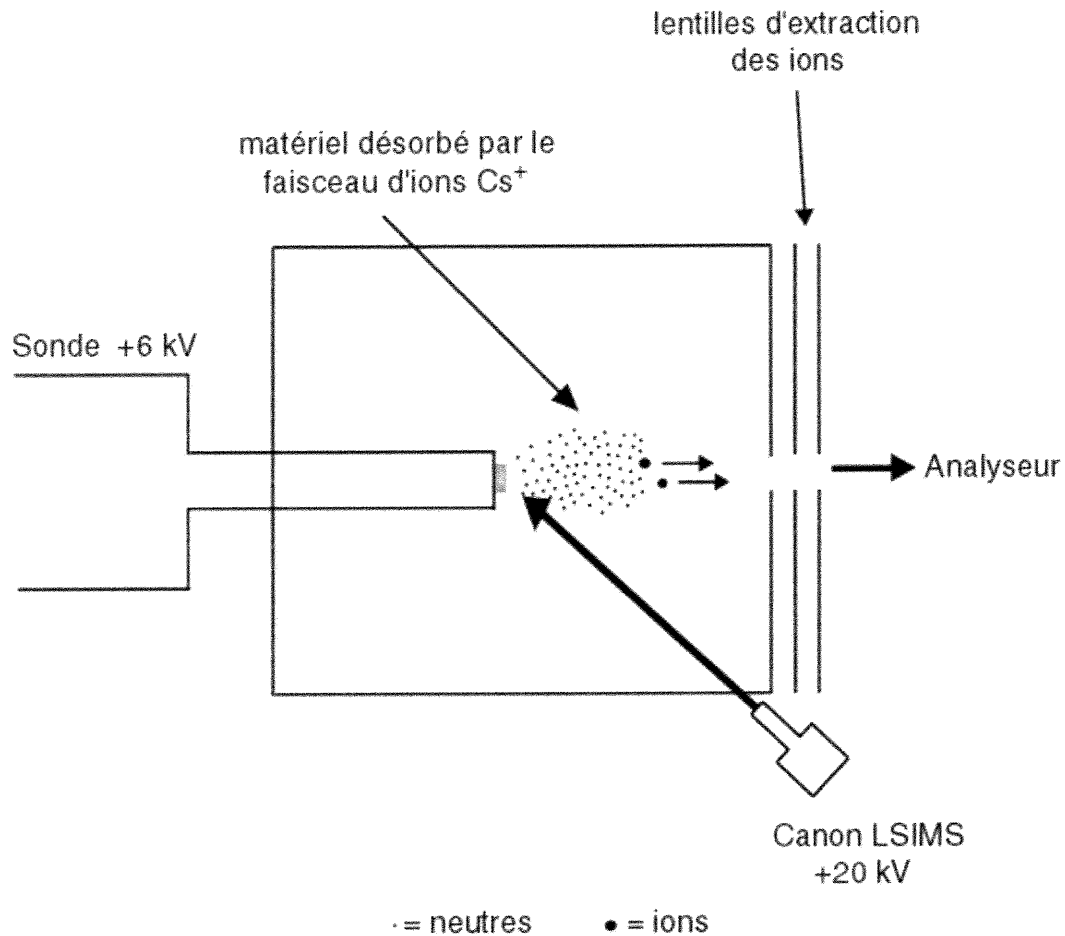 lentilles d'extraction
des ions
matériel désorbé par le
faisceau d'ions Cs⁺
Sonde +6 kV
Analyseur
Canon LSIMS
+20 kV
· = neutres ● = ions